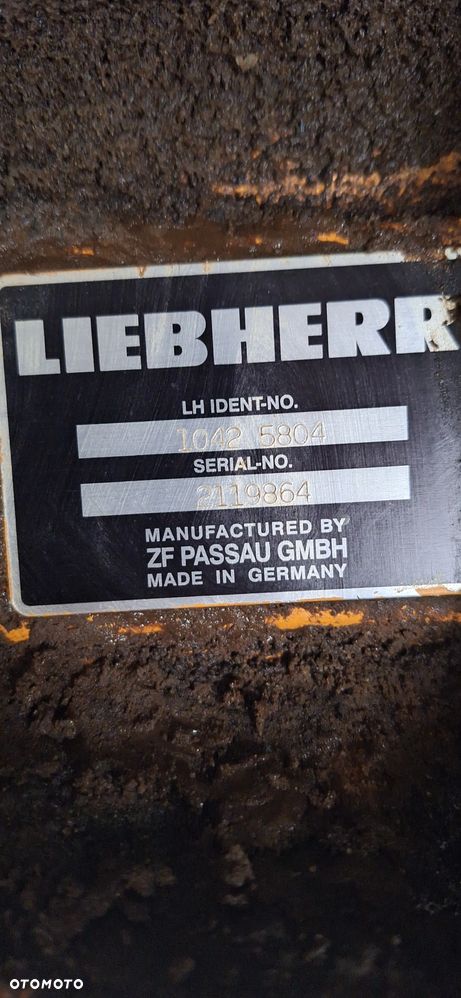 LIEBHERR
LH IDENT-NO.
1042 5804
SERIAL-NO.
2119864
MANUFACTURED BY
ZF PASSAU GMBH
MADE IN GERMANY
OTOMOTO